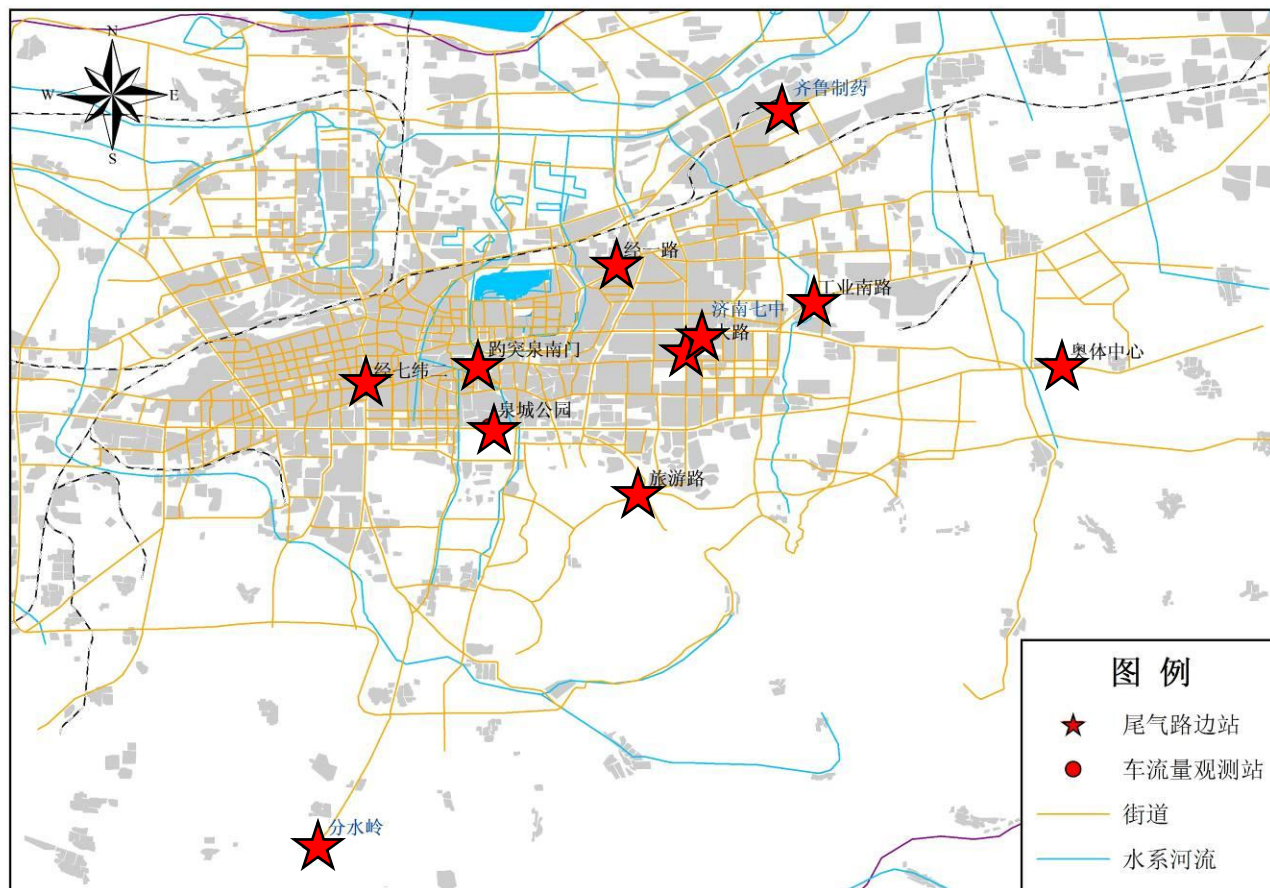 N
W
E
S
齐鲁制药
经一路
工业南路
济南七中
大路
趵突泉南门
奥体中心
经七纬二
泉城公园
旅游路
分水岭
图 例
尾气路边站
车流量观测站
街道
水系河流